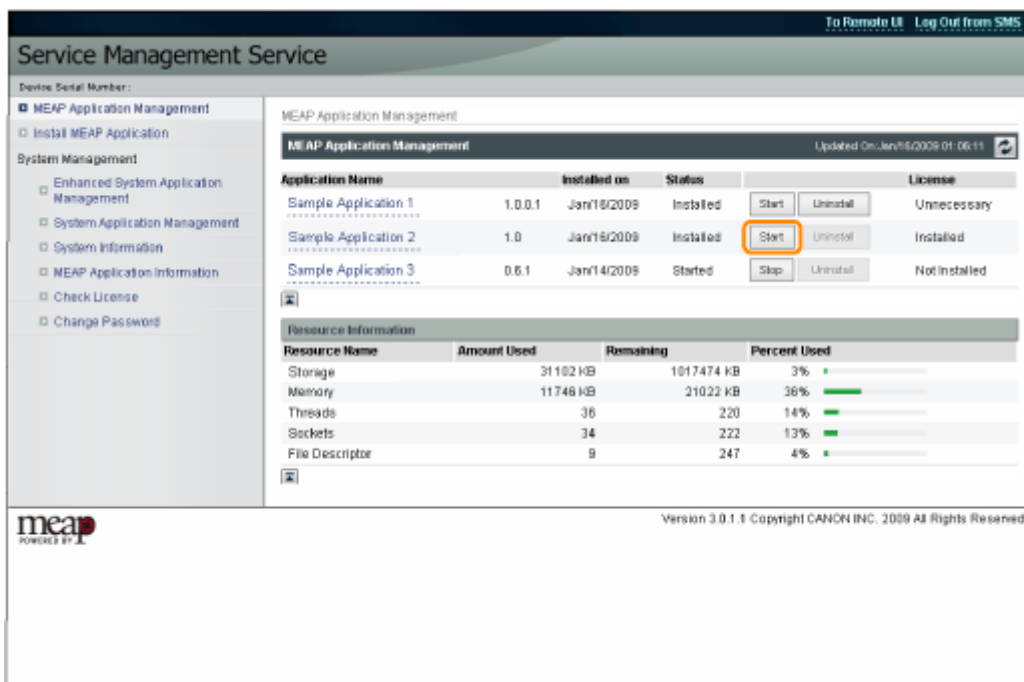 To Remote UI Log Out from SMS
Service Management Service
Device Serial Number:
MEAP Application Management
Install MEAP Application
System Management
Enhanced System Application
Management
System Application Management
System Information
MEAP Application Information
Check License
Change Password
MEAP Application Management
MEAP Application Management Updated On:Jan/16/2009 01:06:11
Application Name Installed on Status License
Sample Application 1 1.0.0.1 Jan/16/2009 Installed Start Uninstall Unnecessary
Sample Application 2 1.0 Jan/16/2009 Installed Start Uninstall Installed
Sample Application 3 0.6.1 Jan/14/2009 Started Stop Uninstall Not Installed
Resource Information
Resource Name Amount Used Remaining Percent Used
Storage 31102 KB 1017474 KB 3%
Memory 11746 KB 21022 KB 36%
Threads 36 220 14%
Sockets 34 222 13%
File Descriptor 9 247 4%
meap
POWERED BY
Version 3.0.1.1 Copyright CANON INC. 2009 All Rights Reserved